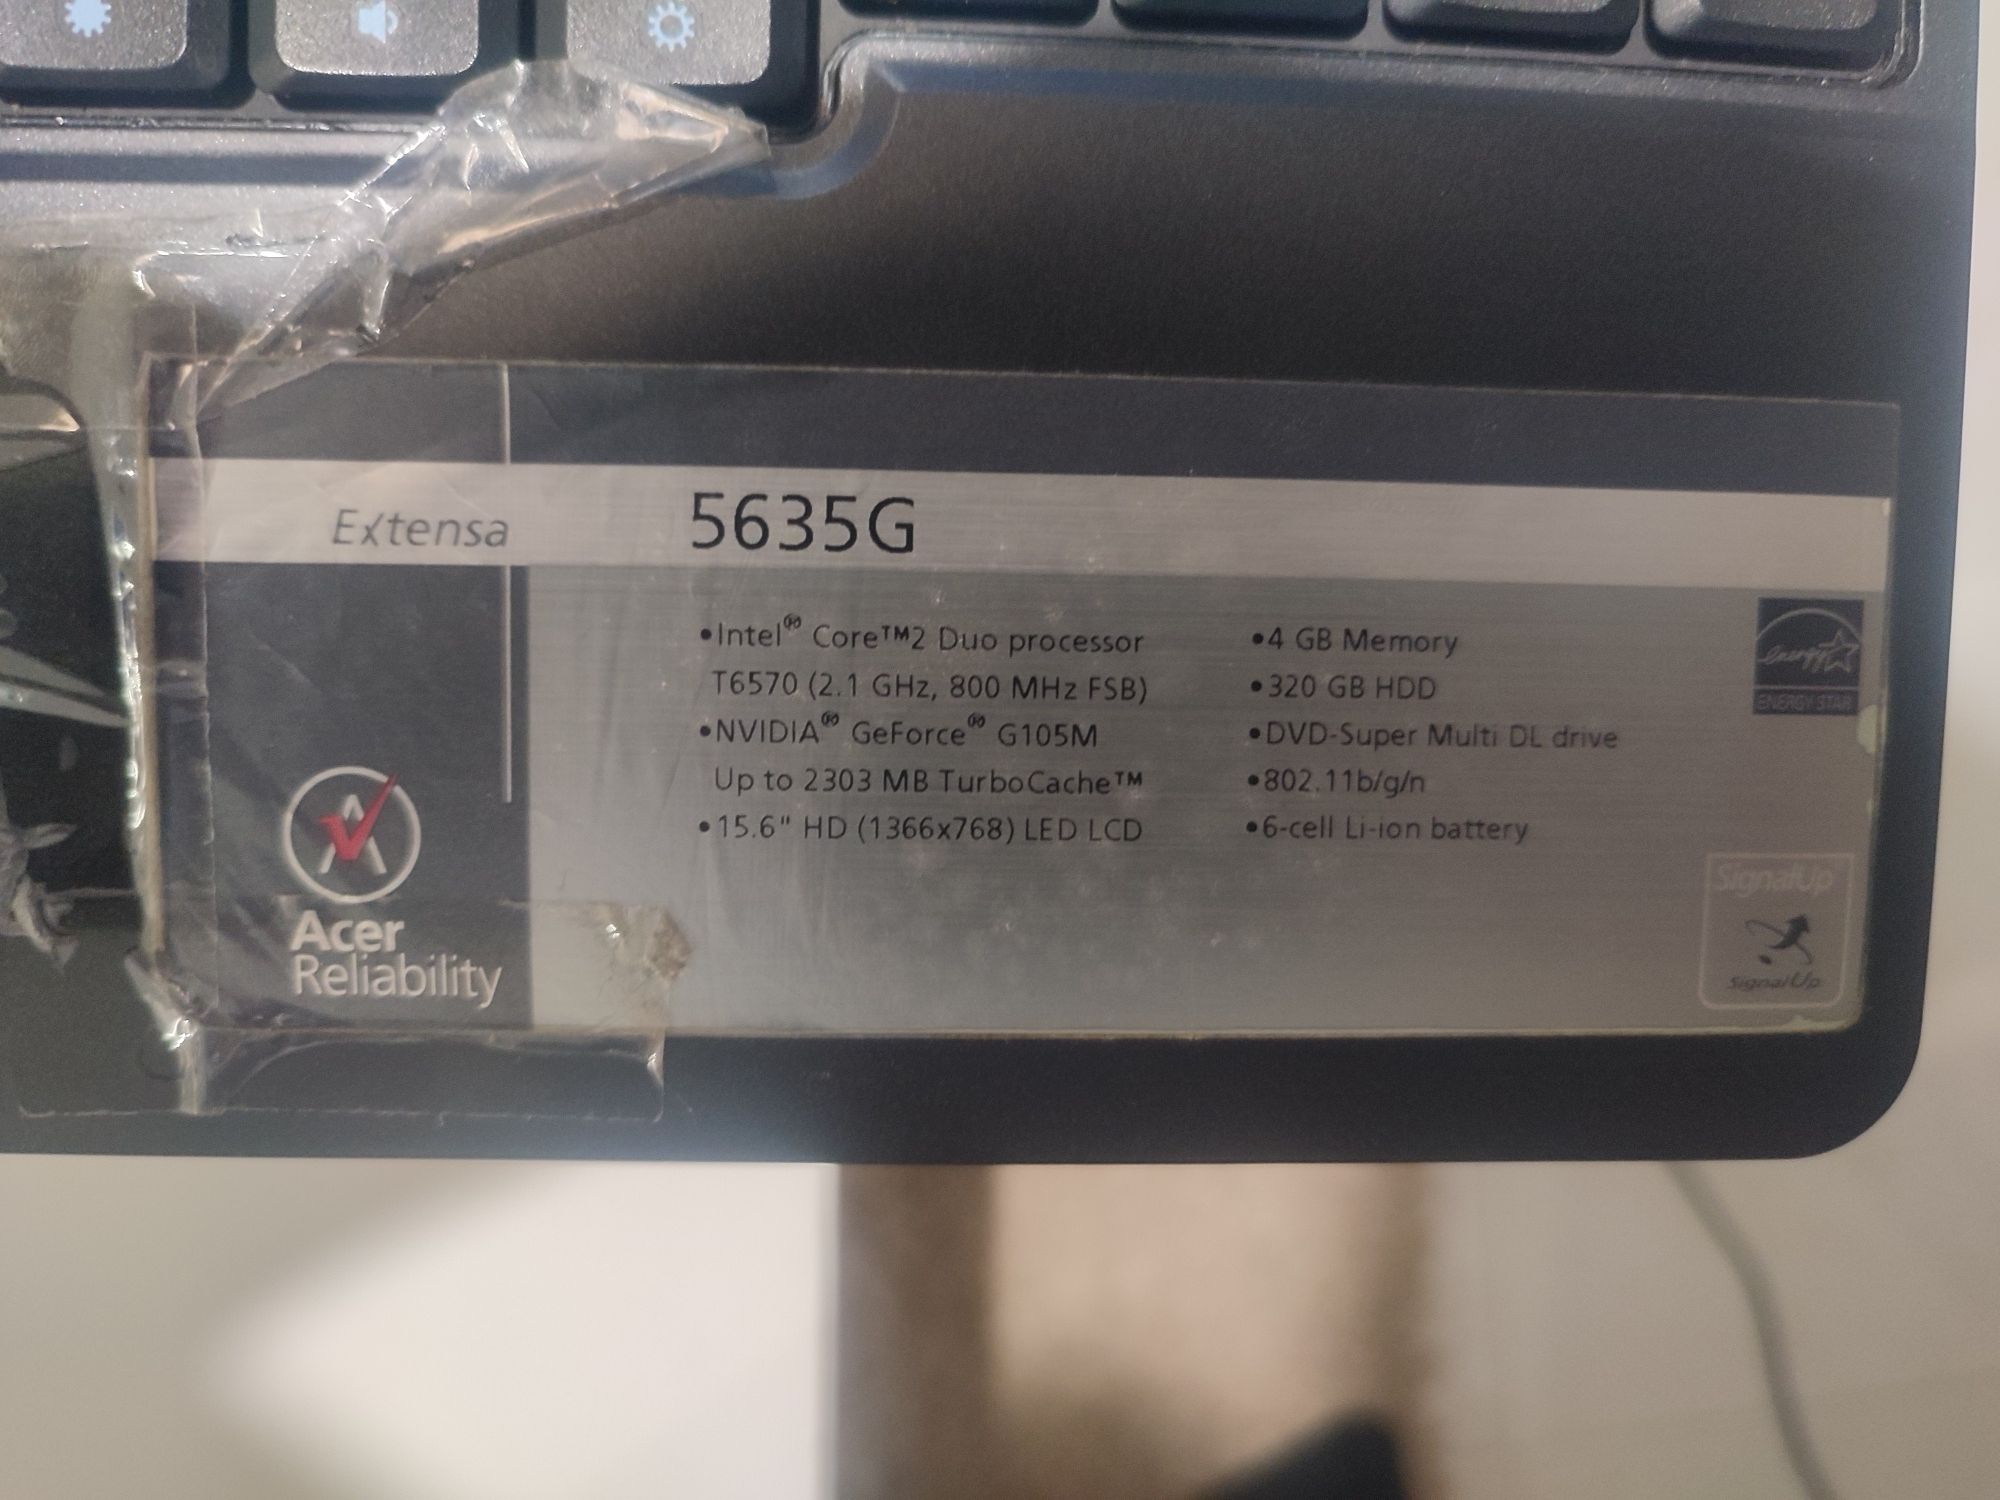 Extensa 5635G
•Intel® Core™2 Duo processor
T6570 (2.1 GHz, 800 MHz FSB)
•NVIDIA® GeForce® G105M
Up to 2303 MB TurboCache™
•15.6" HD (1366x768) LED LCD
•4 GB Memory
•320 GB HDD
•DVD-Super Multi DL drive
•802.11b/g/n
•6-cell Li-ion battery
energy
ENERGY STAR
Acer
Reliability
SignalUp
SignalUp